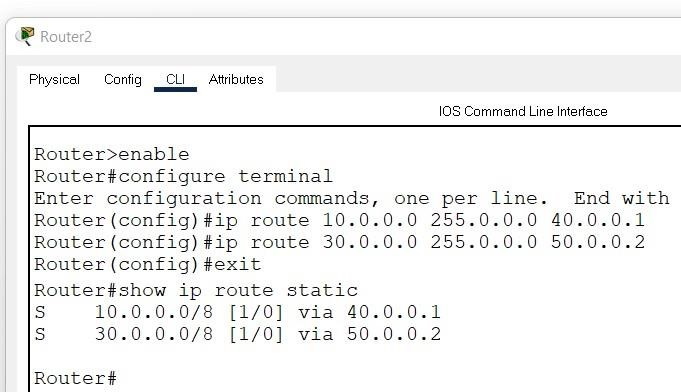 Router2
Physical Config CLI Attributes
IOS Command Line Interface
Router>enable
Router#configure terminal
Enter configuration commands, one per line.  End with
Router(config)#ip route 10.0.0.0 255.0.0.0 40.0.0.1
Router(config)#ip route 30.0.0.0 255.0.0.0 50.0.0.2
Router(config)#exit
Router#show ip route static
S    10.0.0.0/8 [1/0] via 40.0.0.1
S    30.0.0.0/8 [1/0] via 50.0.0.2
Router#